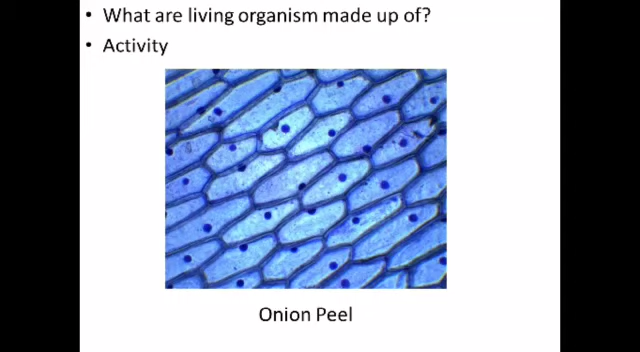 • What are living organism made up of?
• Activity
Onion Peel